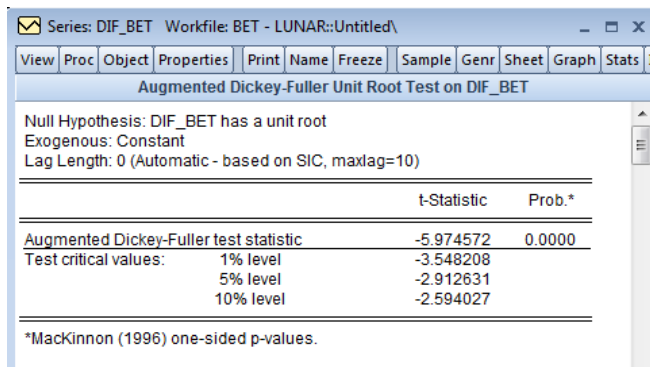 Series: DIF_BET Workfile: BET - LUNAR::Untitled\
View Proc Object Properties Print Name Freeze Sample Genr Sheet Graph Stats
Augmented Dickey-Fuller Unit Root Test on DIF_BET
Null Hypothesis: DIF_BET has a unit root
Exogenous: Constant
Lag Length: 0 (Automatic - based on SIC, maxlag=10)
t-Statistic Prob.*
Augmented Dickey-Fuller test statistic -5.974572 0.0000
Test critical values: 1% level -3.548208
5% level -2.912631
10% level -2.594027
*MacKinnon (1996) one-sided p-values.